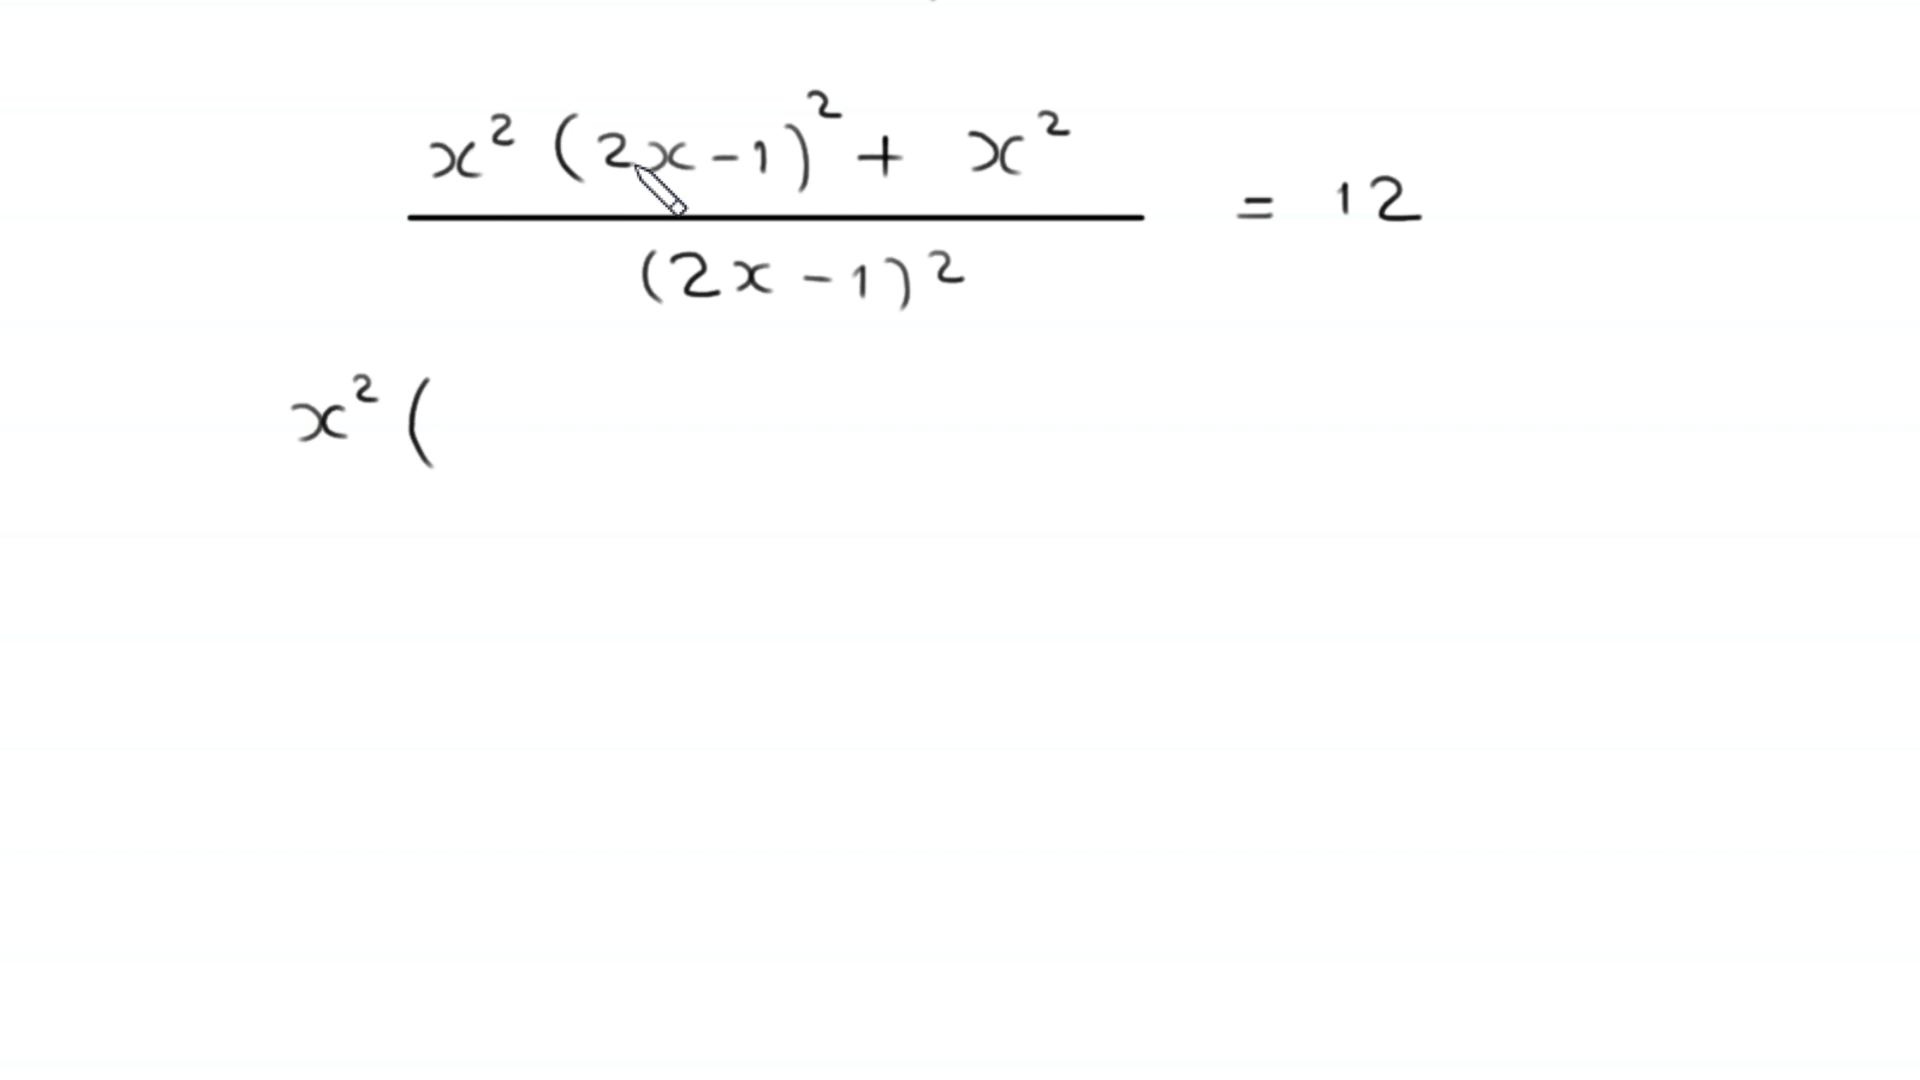 x² (2x-1)² + x²
= 12
(2x-1)²
x² (